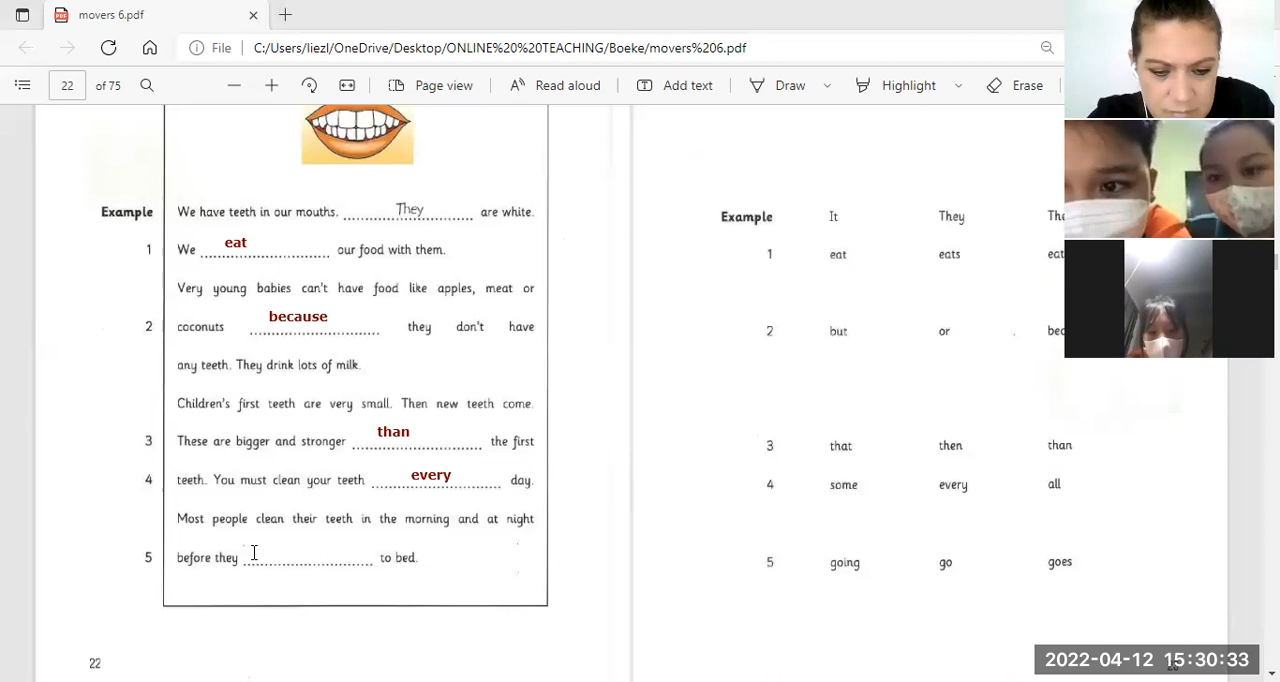 movers 6.pdf
File C:/Users/liezl/OneDrive/Desktop/ONLINE%20%20TEACHING/Boeke/movers%206.pdf
22 of 75 Page view Read aloud Add text Draw Highlight Erase
Example We have teeth in our mouths. They are white.
1 We eat our food with them.
Very young babies can't have food like apples, meat or
2 coconuts because they don't have
any teeth. They drink lots of milk.
Children's first teeth are very small. Then new teeth come.
3 These are bigger and stronger than the first
4 teeth. You must clean your teeth every day.
Most people clean their teeth in the morning and at night
5 before they to bed.
22
Example It They
1 eat eats
2 but or
3 that then than
4 some every all
5 going go goes
2022-04-12 15:30:33